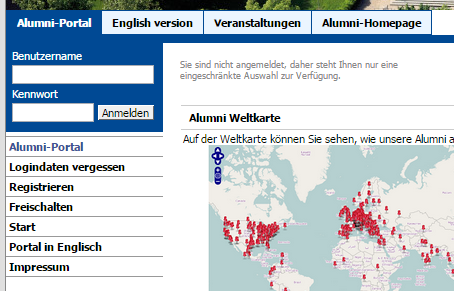 Alumni-Portal English version Veranstaltungen Alumni-Homepage
Benutzername
Kennwort
Anmelden
Alumni-Portal
Logindaten vergessen
Registrieren
Freischalten
Start
Portal in Englisch
Impressum
Sie sind nicht angemeldet, daher steht Ihnen nur eine
eingeschränkte Auswahl zur Verfügung.
Alumni Weltkarte
Auf der Weltkarte können Sie sehen, wie unsere Alumni a